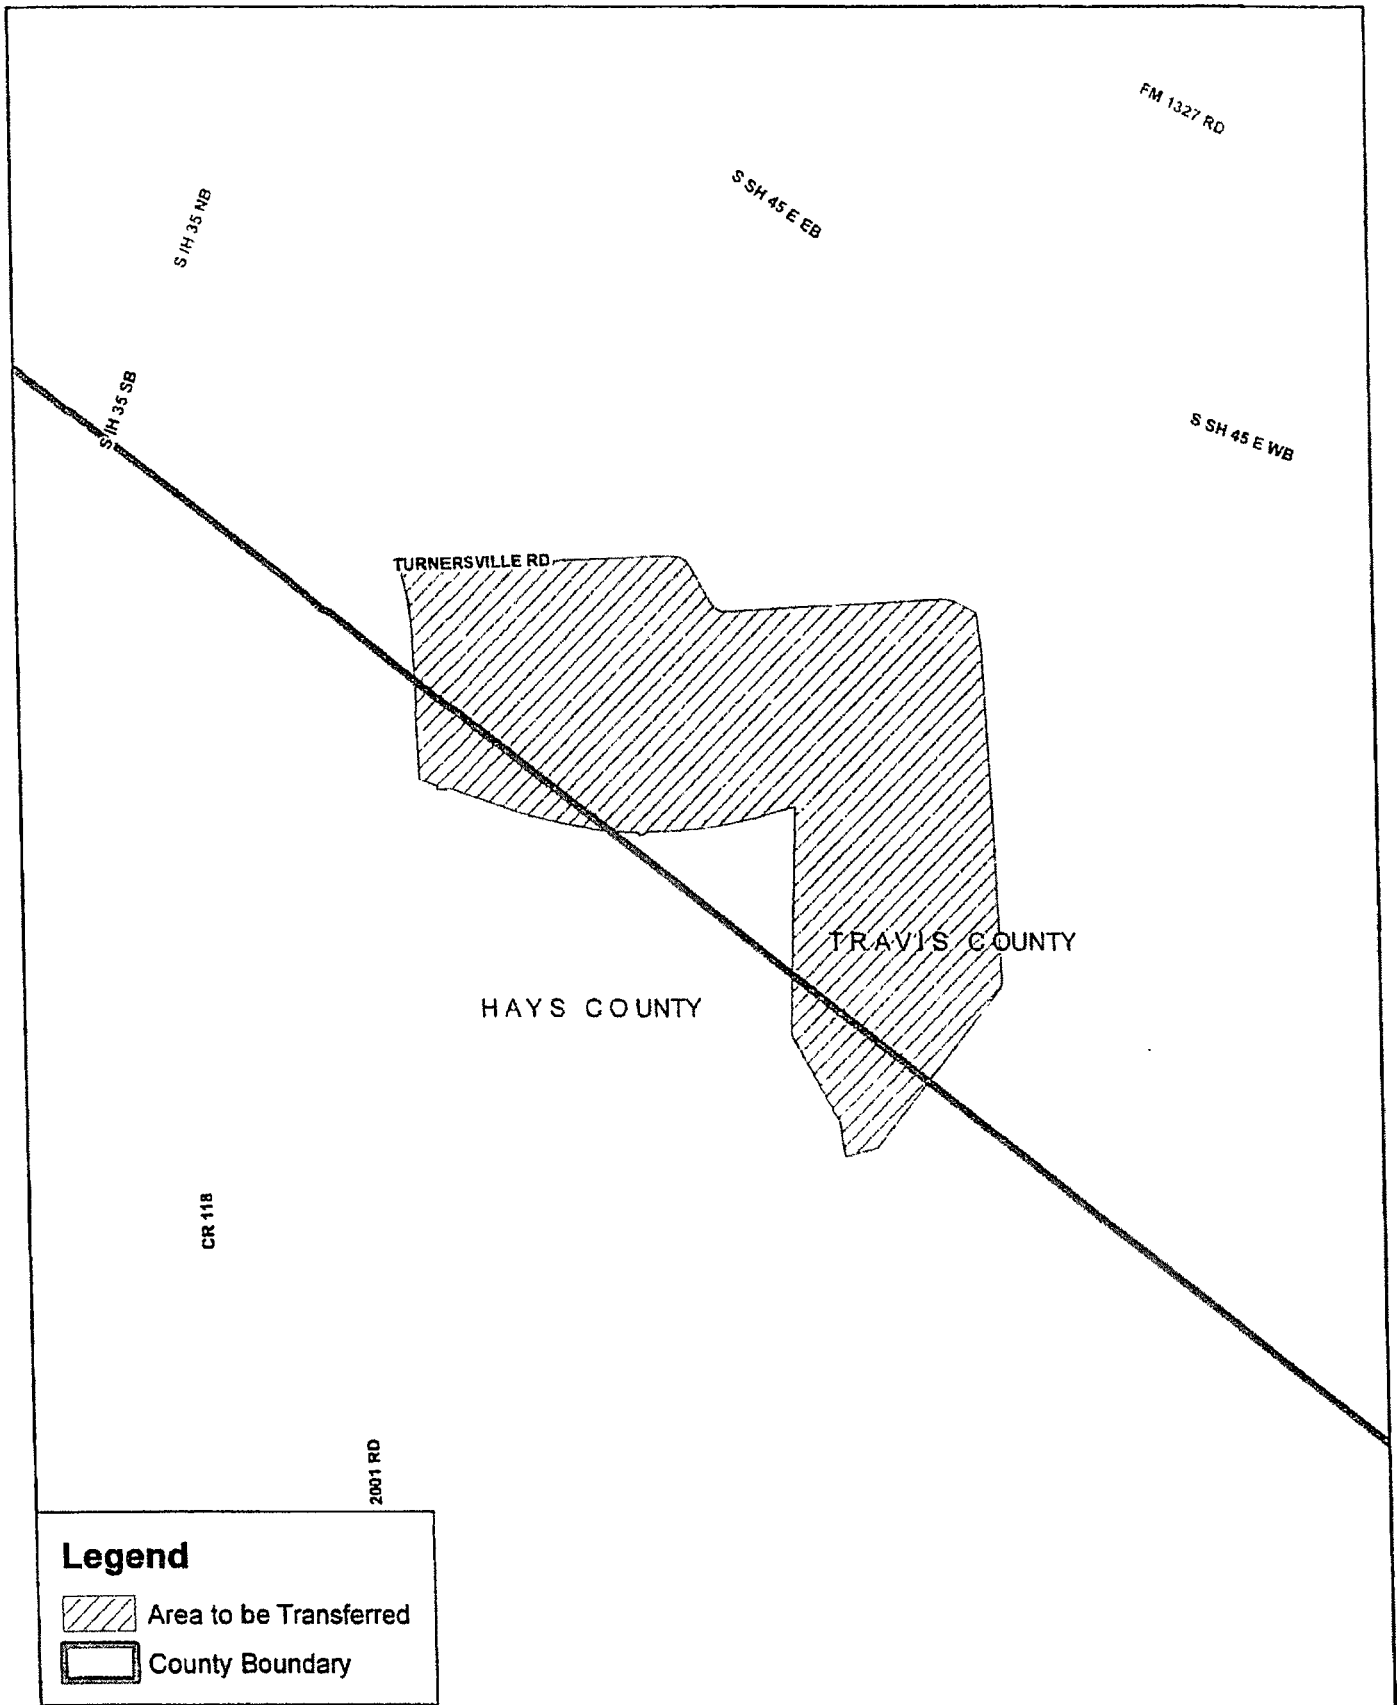 FM 1327 RD
S SH 45 E EB
S IH 35 NB
S IH 35 SB
S SH 45 E WB
TURNERSVILLE RD
TRAVIS COUNTY
HAYS COUNTY
CR 118
2001 RD
Legend
Area to be Transferred
County Boundary